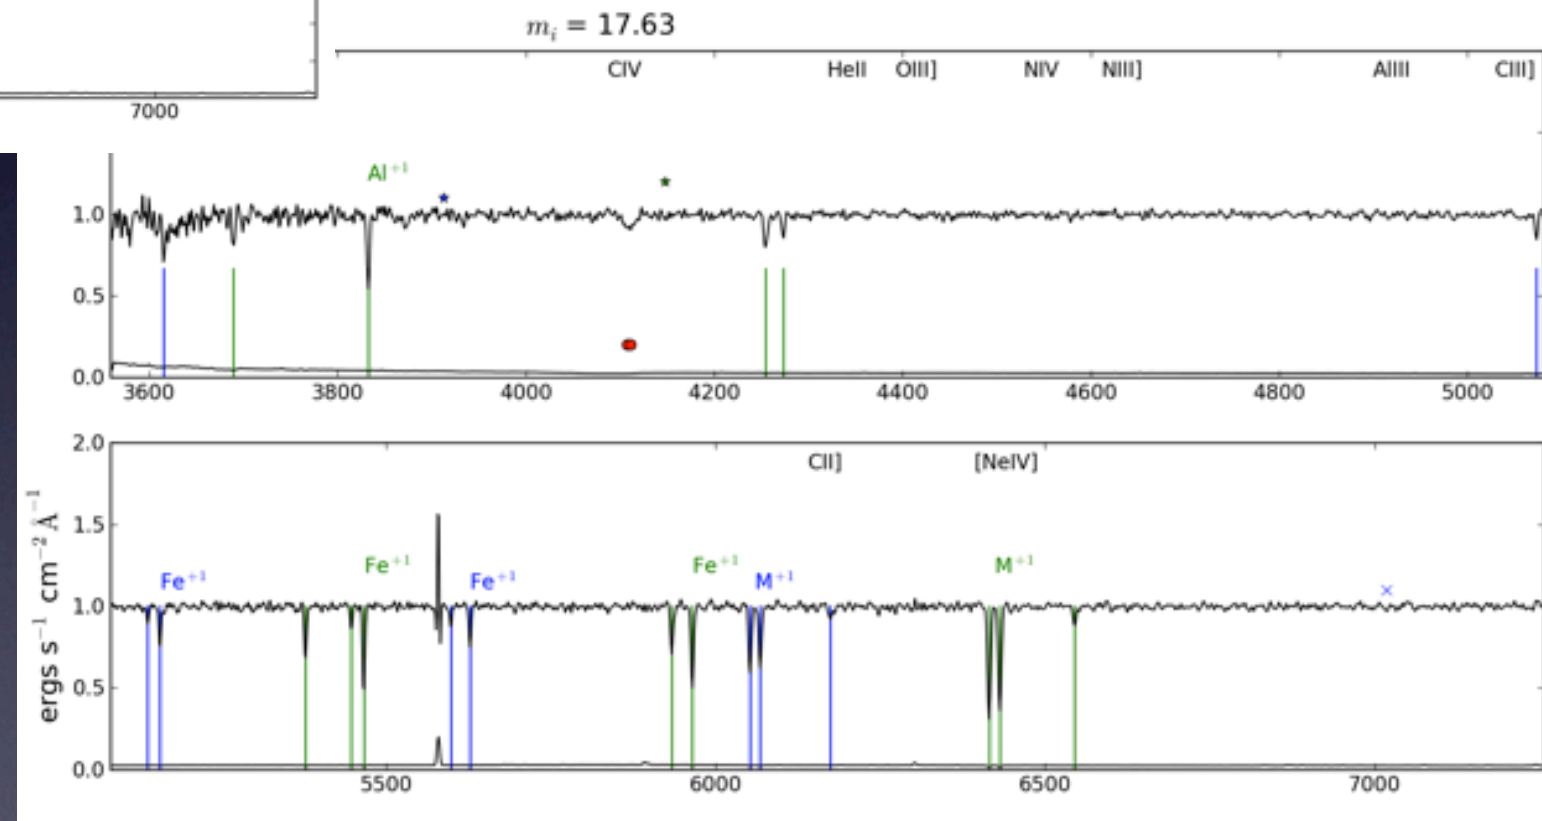 m_i = 17.63
CIV HeII OIII] NIV NIII] AlIII CIII]
7000
Al⁺¹
1.0
0.5
0.0
3600 3800 4000 4200 4400 4600 4800 5000
2.0
CII] [NeIV]
1.5
Fe⁺¹ Fe⁺¹ Fe⁺¹ Fe⁺¹ M⁺¹ M⁺¹
1.0
0.5
0.0
5500 6000 6500 7000
ergs s⁻¹ cm⁻² Å⁻¹